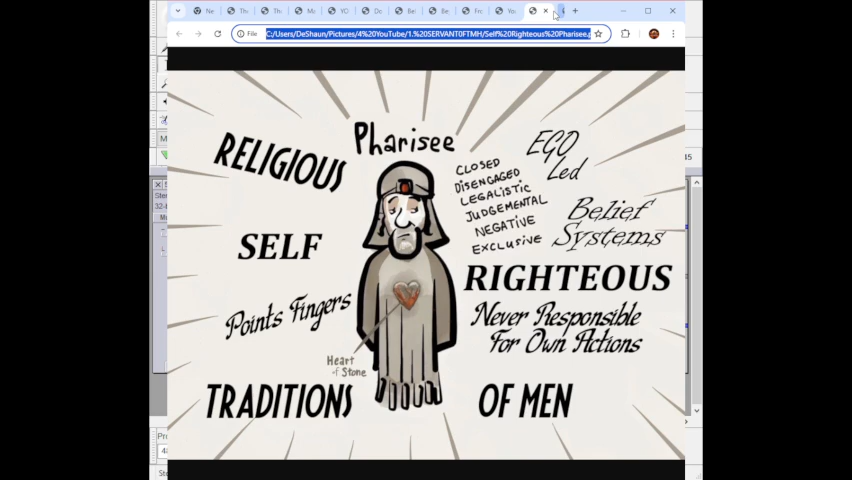 File
C:/Users/DeShaun/Pictures/4%20YouTube/1.%20SERVANT0FTMH/Self%20Righteous%20Pharisee.
Pharisee
RELIGIOUS
EGO
Led
CLOSED
DISENGAGED
LEGALISTIC
JUDGEMENTAL
NEGATIVE
EXCLUSIVE
Belief
Systems
SELF
RIGHTEOUS
Points Fingers
Never Responsible
For Own Actions
Heart
of Stone
TRADITIONS
OF MEN